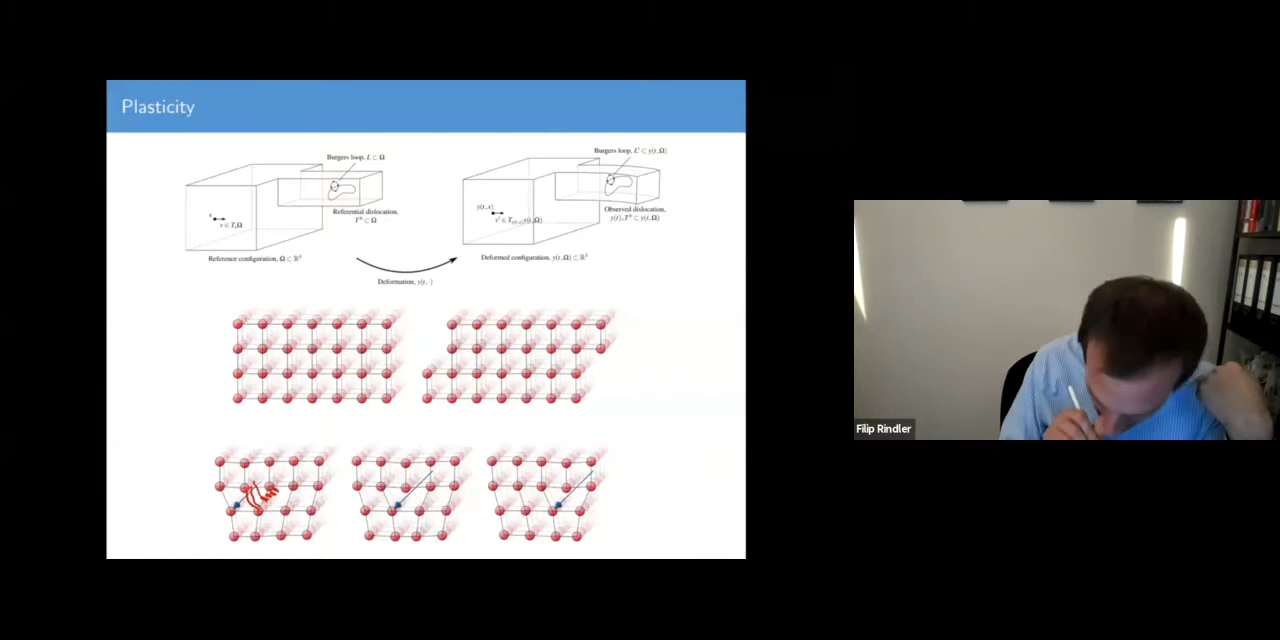 Plasticity
Burgers loop, L ⊂ Ω
Referential dislocation,
x
Reference configuration, Ω ⊂ ℝ³
Deformation, y(t, ·)
Burgers loop, L' ⊂ y(t, Ω)
y(t, x)
Observed dislocation,
Deformed configuration, y(t, Ω) ⊂ ℝ³
Filip Rindler